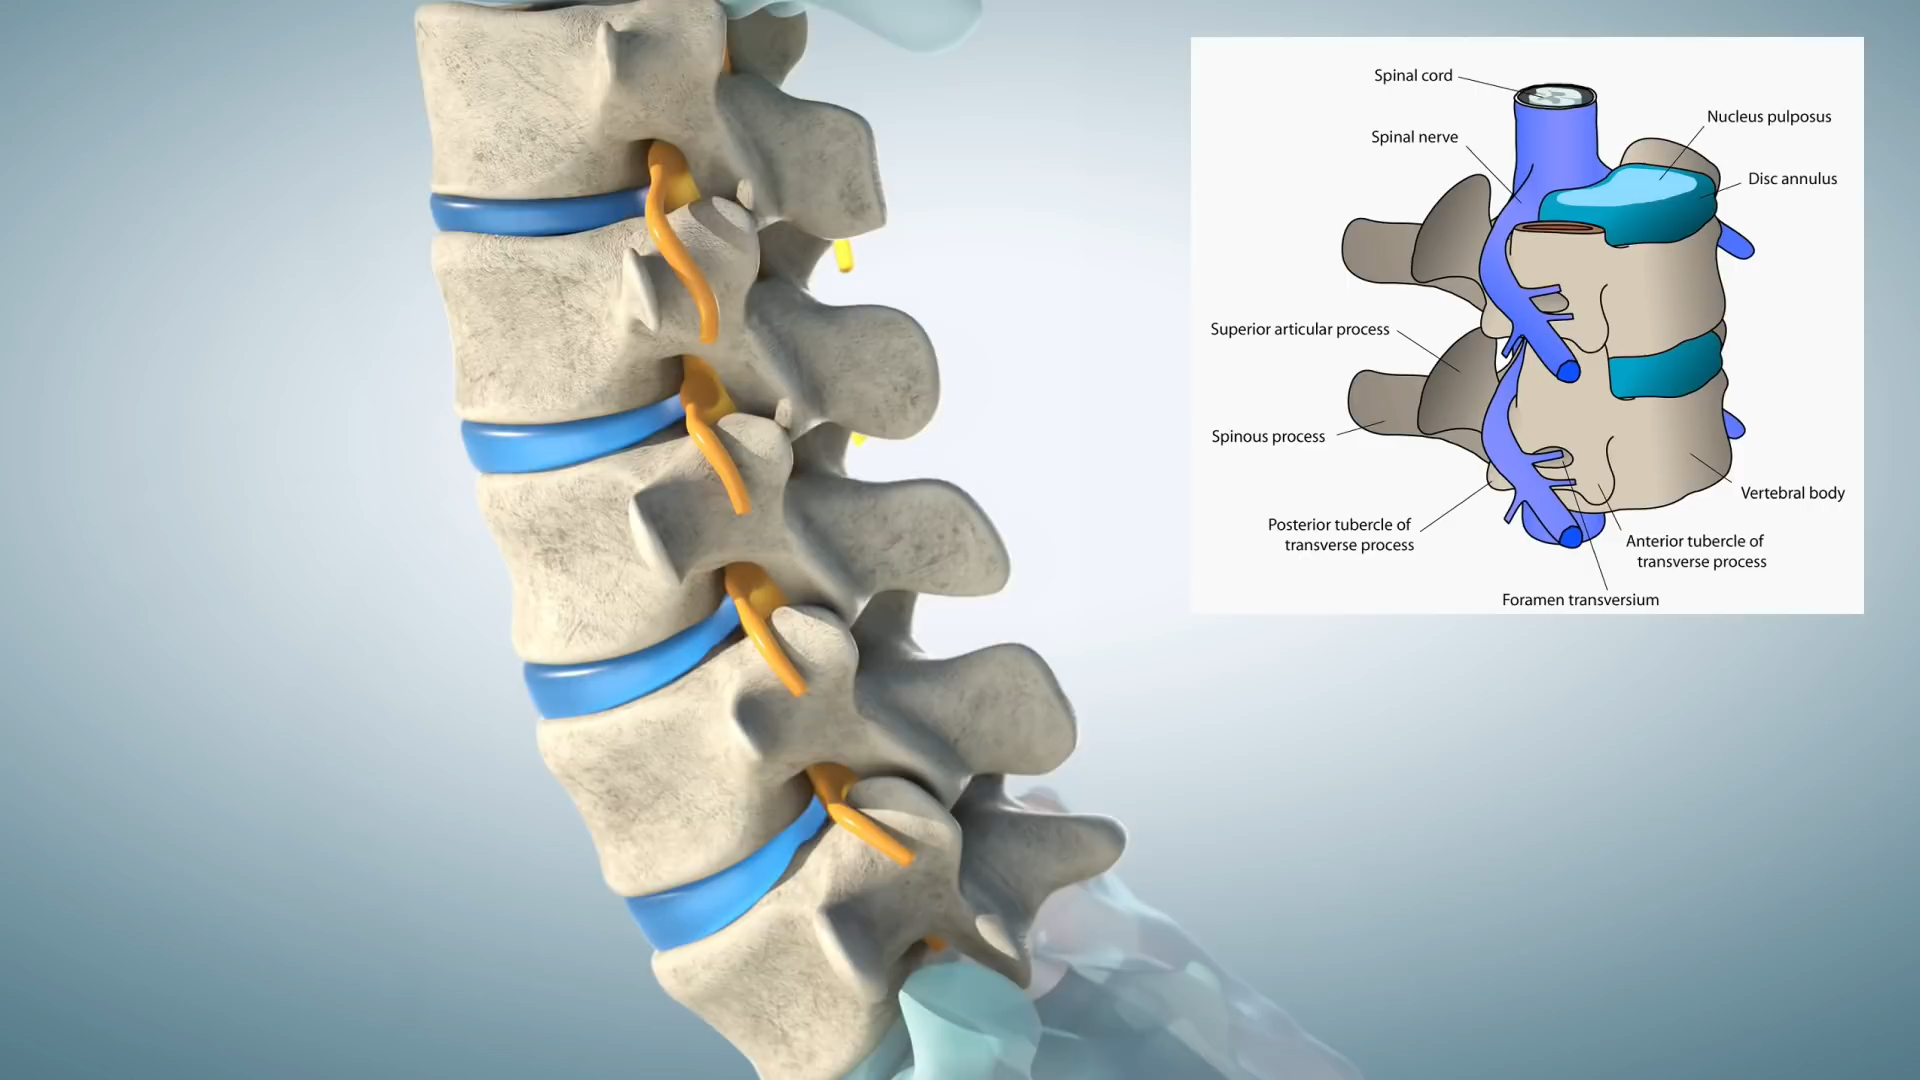 Spinal cord
Nucleus pulposus
Spinal nerve
Disc annulus
Superior articular process
Spinous process
Vertebral body
Posterior tubercle of
transverse process
Anterior tubercle of
transverse process
Foramen transversium